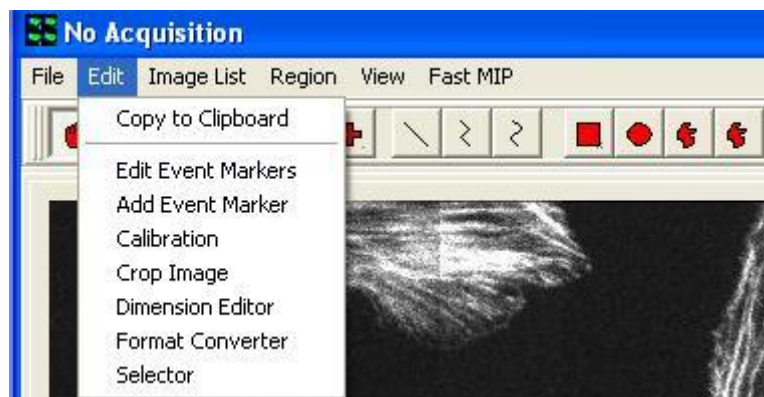 No Acquisition
File Edit Image List Region View Fast MIP
Copy to Clipboard
Edit Event Markers
Add Event Marker
Calibration
Crop Image
Dimension Editor
Format Converter
Selector